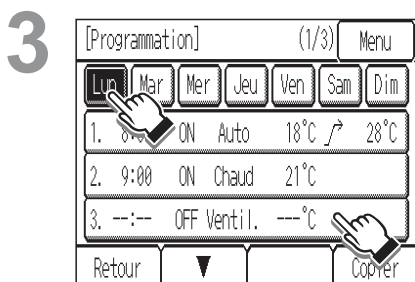 3
[Programmation] (1/3) Menu
Lun Mar Mer Jeu Ven Sam Dim
1. ON Auto 18°C 28°C
2. 9:00 ON Chaud 21°C
3. --:-- OFF Ventil. ---°C
Retour ▼ Copier